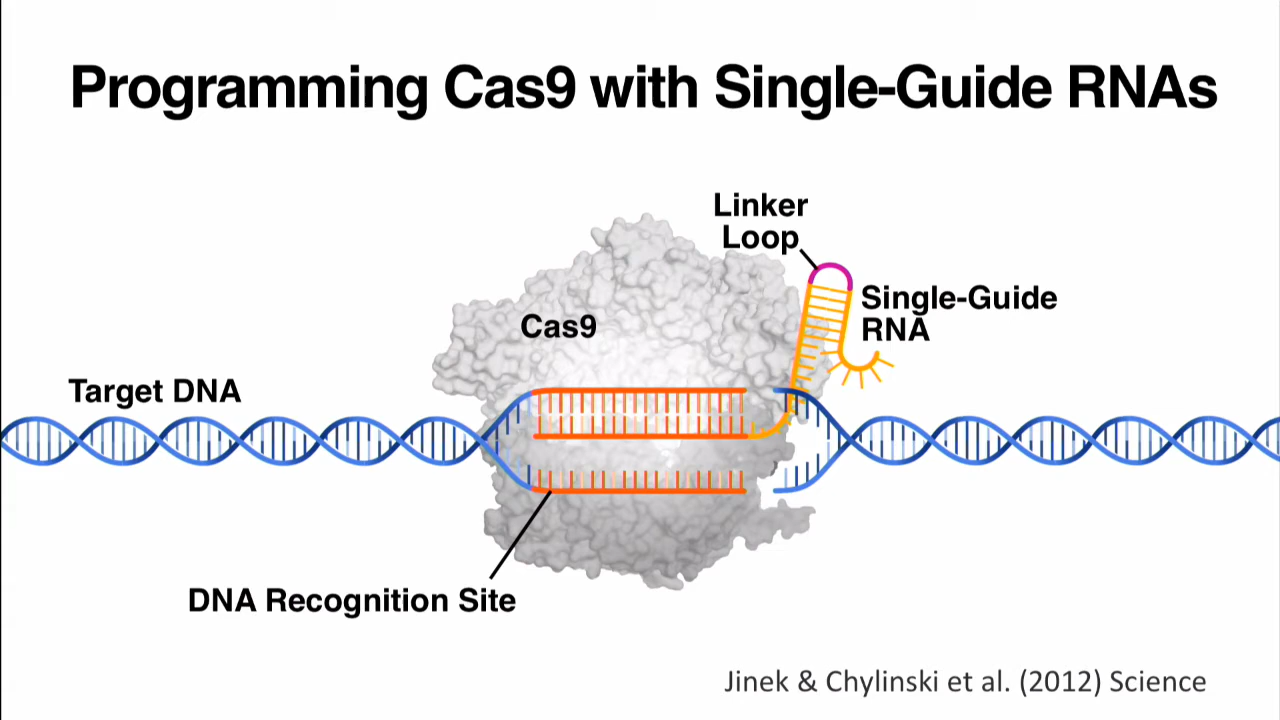 Programming Cas9 with Single-Guide RNAs
Linker
Loop
Single-Guide
RNA
Cas9
Target DNA
DNA Recognition Site
Jinek & Chylinski et al. (2012) Science